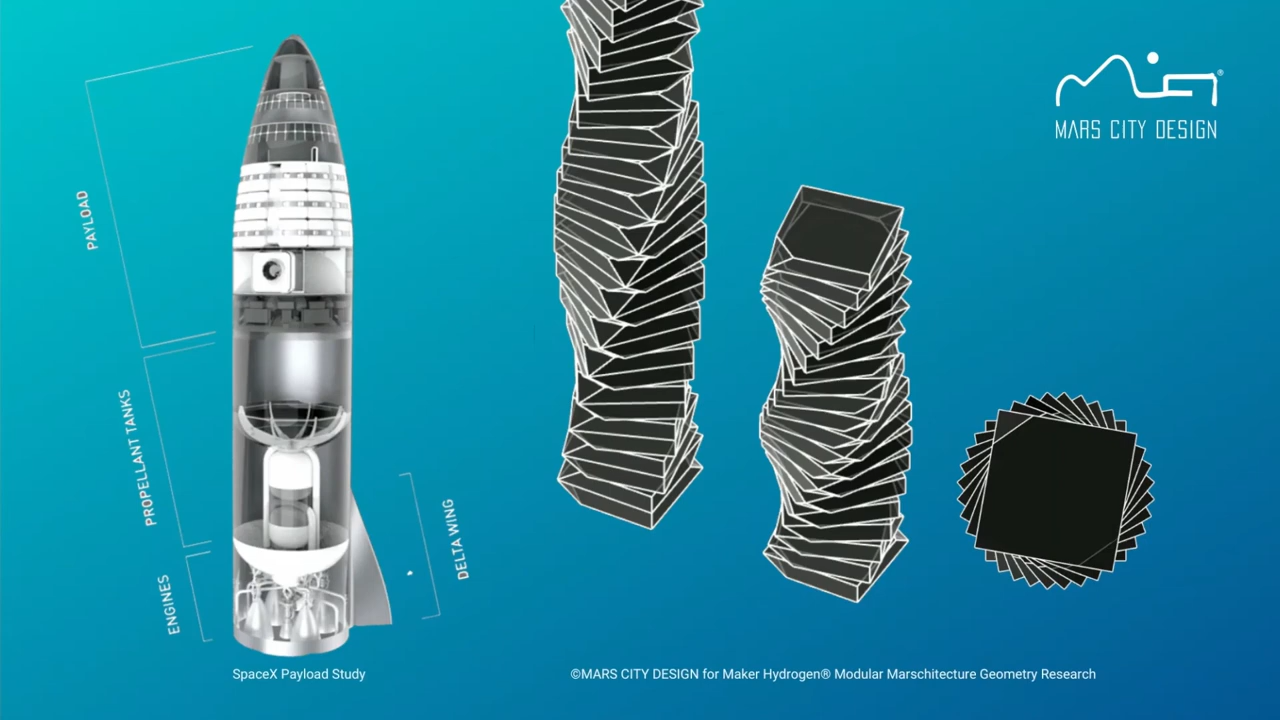 PAYLOAD
PROPELLANT TANKS
ENGINES
DELTA WING
SpaceX Payload Study
®
MARS CITY DESIGN
©MARS CITY DESIGN for Maker Hydrogen® Modular Marschitecture Geometry Research